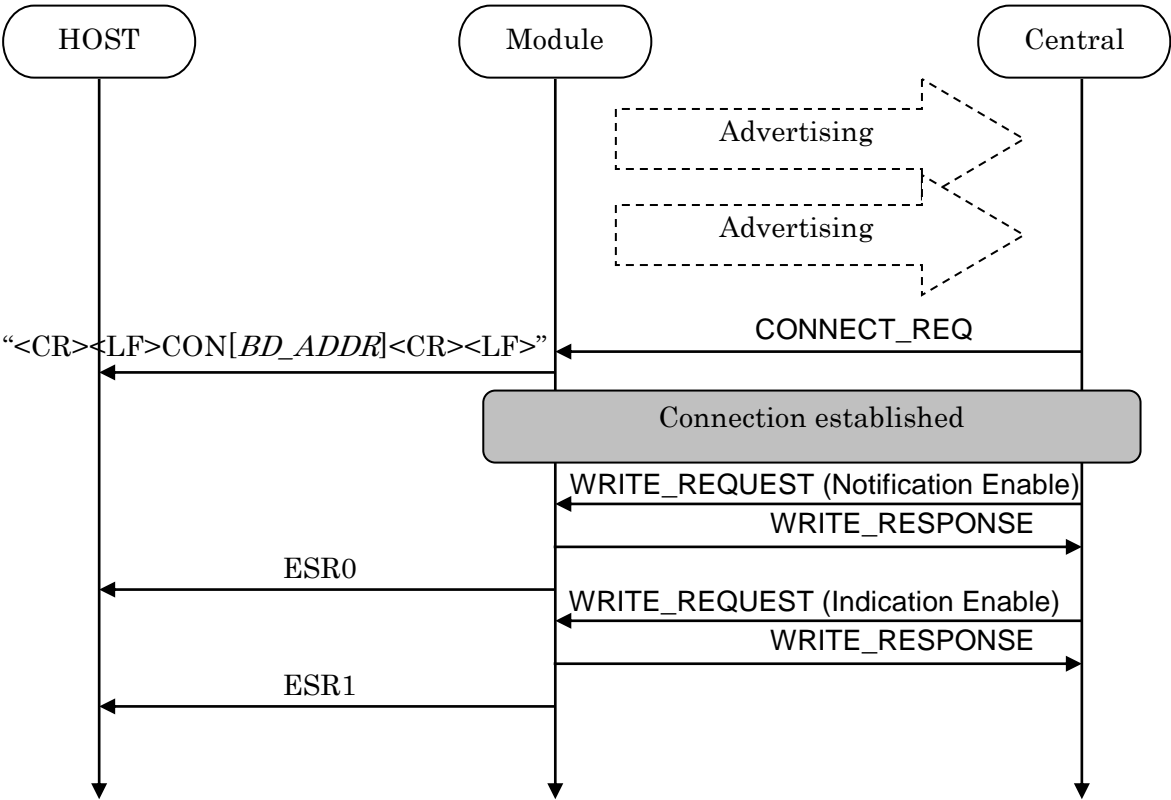 HOST
Module
Central
Advertising
Advertising
CONNECT_REQ
“<CR><LF>CON[BD_ADDR]<CR><LF>”
Connection established
WRITE_REQUEST (Notification Enable)
WRITE_RESPONSE
ESR0
WRITE_REQUEST (Indication Enable)
WRITE_RESPONSE
ESR1